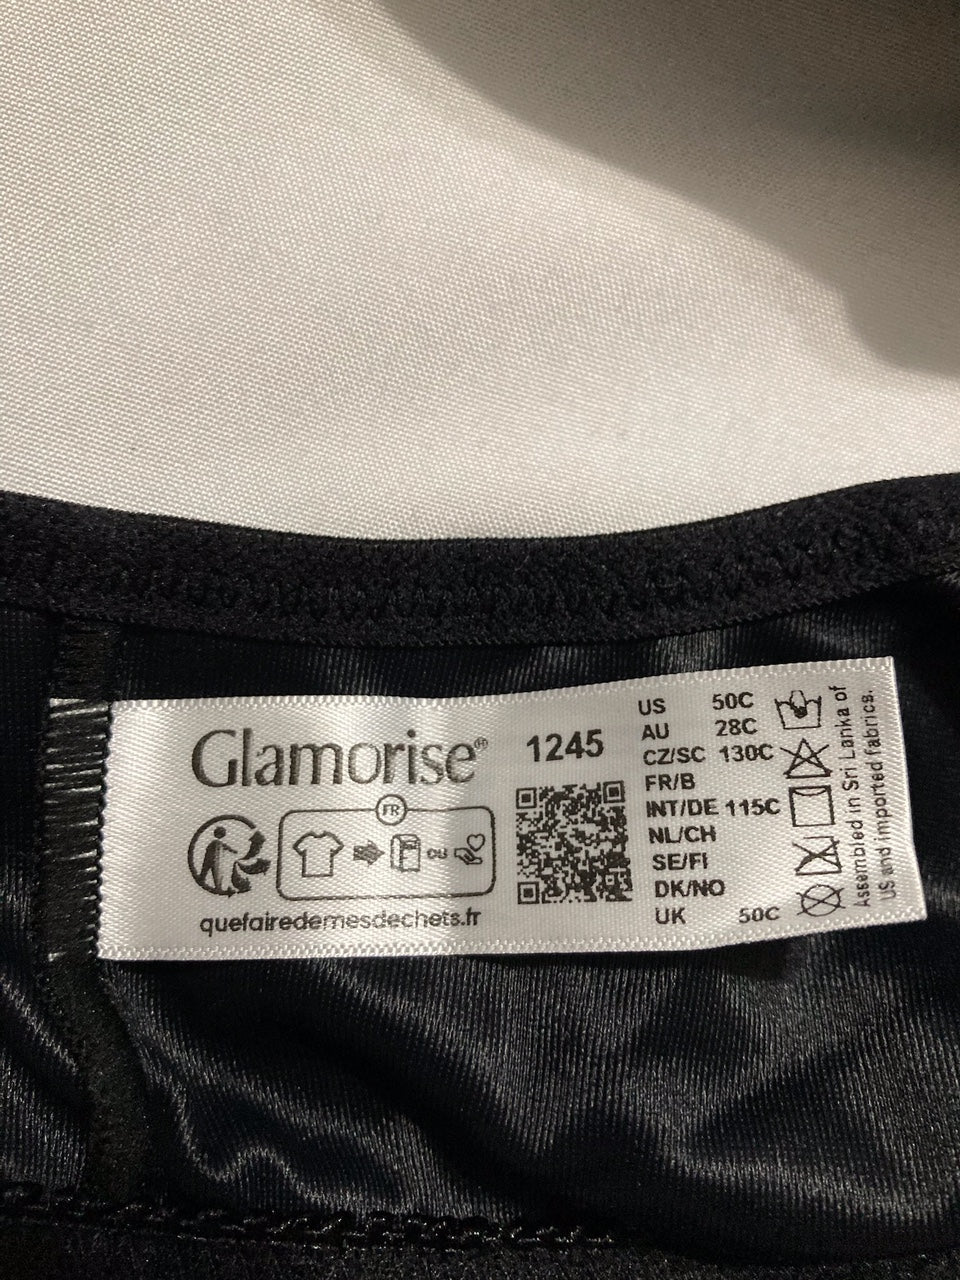 Glamorise®
FR
OU
quefairedemesdechets.fr
1245
US 50C
AU 28C
CZ/SC 130C
FR/B
INT/DE 115C
NL/CH
SE/FI
DK/NO
UK 50C
Assembled in Sri Lanka of
US and imported fabrics.